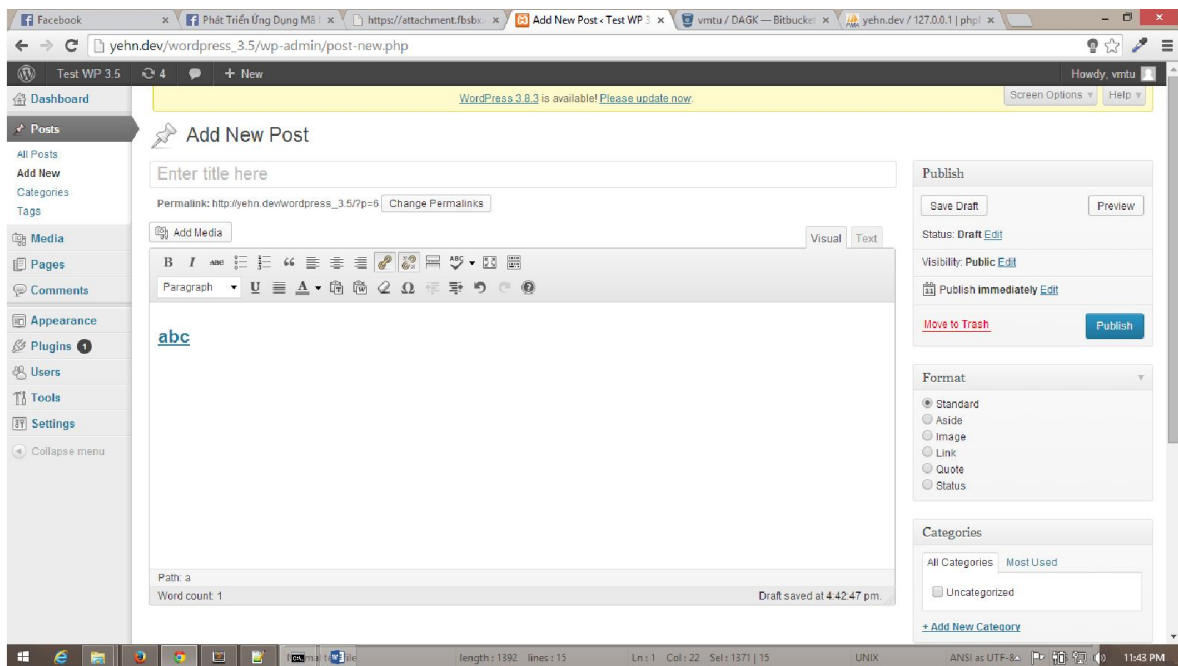 Facebook
Phát Triển Ứng Dụng Mã
https://attachment.fbsbx.
Add New Post ‹ Test WP 3
vmtu / DAGK — Bitbucket
yehn.dev / 127.0.0.1 | php
yehn.dev/wordpress_3.5/wp-admin/post-new.php
Test WP 3.5
4
+ New
Howdy, vmtu
Dashboard
WordPress 3.8.3 is available! Please update now.
Screen Options
Help
Posts
Add New Post
All Posts
Add New
Categories
Tags
Enter title here
Permalink: http://yehn.dev/wordpress_3.5/?p=6
Change Permalinks
Add Media
Visual
Text
Media
Pages
Comments
Appearance
Plugins 1
Users
Tools
Settings
Collapse menu
B I ABC
ABC
Paragraph
U A
Ω
abc
Path: a
Word count: 1
Draft saved at 4:42:47 pm.
Publish
Save Draft
Preview
Status: Draft Edit
Visibility: Public Edit
Publish immediately Edit
Move to Trash
Publish
Format
Standard
Aside
Image
Link
Quote
Status
Categories
All Categories
Most Used
Uncategorized
+ Add New Category
length : 1392 lines : 15
Ln : 1 Col : 22 Sel : 1371 | 15
UNIX
ANSI as UTF-8
11:43 PM